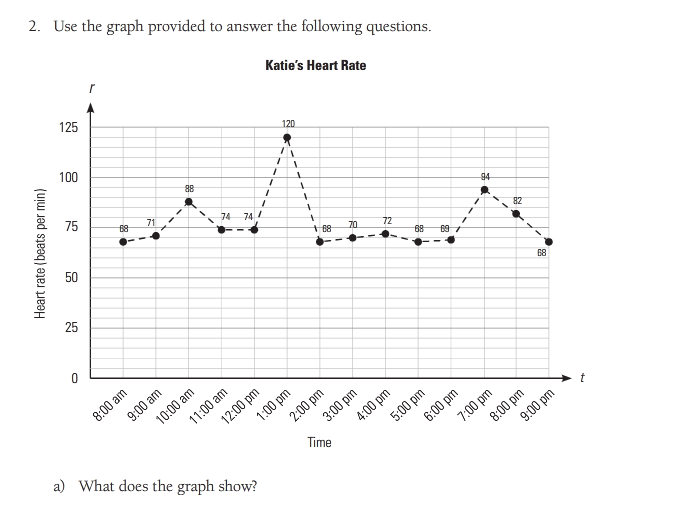 2. Use the graph provided to answer the following questions.
Katie's Heart Rate
r
125
100
75
50
25
0
Heart rate (beats per min)
68
71
88
74
74
120
68
70
72
68
69
94
82
68
t
8:00 am
9:00 am
10:00 am
11:00 am
12:00 pm
1:00 pm
2:00 pm
3:00 pm
4:00 pm
5:00 pm
6:00 pm
7:00 pm
8:00 pm
9:00 pm
Time
a) What does the graph show?